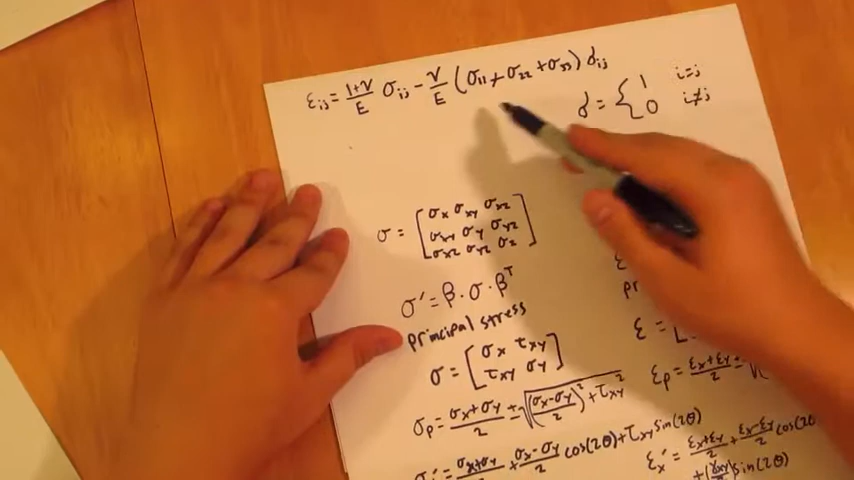 εij = 1+ν/E σij - ν/E (σ11 + σ22 + σ33) δij
δ = { 1 i=j
0 i≠j
σ = [ σx σxy σxz
σxy σy σyz
σxz σyz σz ]
σ' = β · σ · β^T
principal stress
σ = [ σx τxy
τxy σy ]
σp = σx+σy/2 ± √((σx-σy/2)² + τxy²)
σ' = σx+σy/2 + σx-σy/2 cos(2θ) + τxy sin(2θ)
ε = [
εp = εx+εy/2 =
εx' = εx+εy/2 + εx-εy/2 cos(20
+ (γxy/2) sin(2θ)